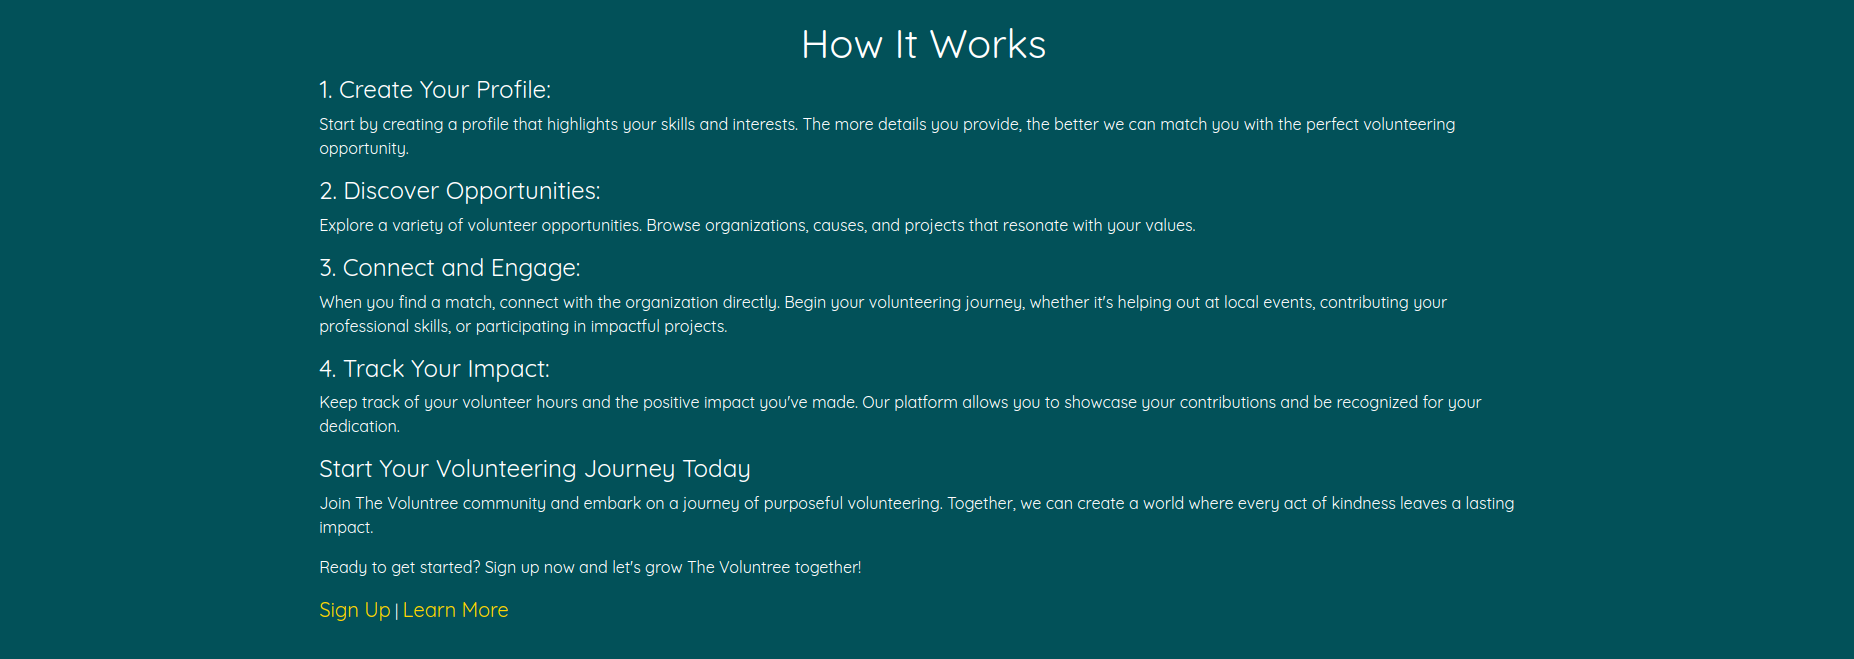 How It Works
1. Create Your Profile:
Start by creating a profile that highlights your skills and interests. The more details you provide, the better we can match you with the perfect volunteering
opportunity.
2. Discover Opportunities:
Explore a variety of volunteer opportunities. Browse organizations, causes, and projects that resonate with your values.
3. Connect and Engage:
When you find a match, connect with the organization directly. Begin your volunteering journey, whether it's helping out at local events, contributing your
professional skills, or participating in impactful projects.
4. Track Your Impact:
Keep track of your volunteer hours and the positive impact you've made. Our platform allows you to showcase your contributions and be recognized for your
dedication.
Start Your Volunteering Journey Today
Join The Voluntree community and embark on a journey of purposeful volunteering. Together, we can create a world where every act of kindness leaves a lasting
impact.
Ready to get started? Sign up now and let's grow The Voluntree together!
Sign Up | Learn More